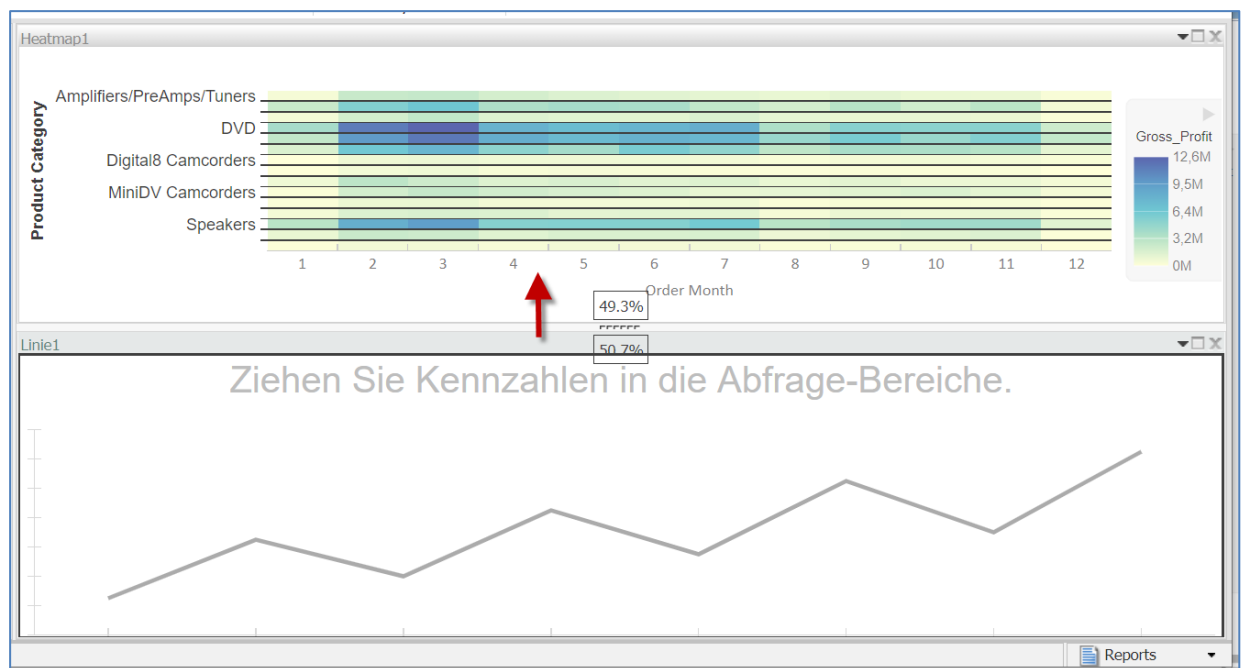 Heatmap1
Product Category
Amplifiers/PreAmps/Tuners
DVD
Digital8 Camcorders
MiniDV Camcorders
Speakers
1 2 3 4 5 6 7 8 9 10 11 12
Order Month
Gross_Profit
12,6M
9,5M
6,4M
3,2M
0M
49.3%
50.7%
Linie1
Ziehen Sie Kennzahlen in die Abfrage-Bereiche.
Reports